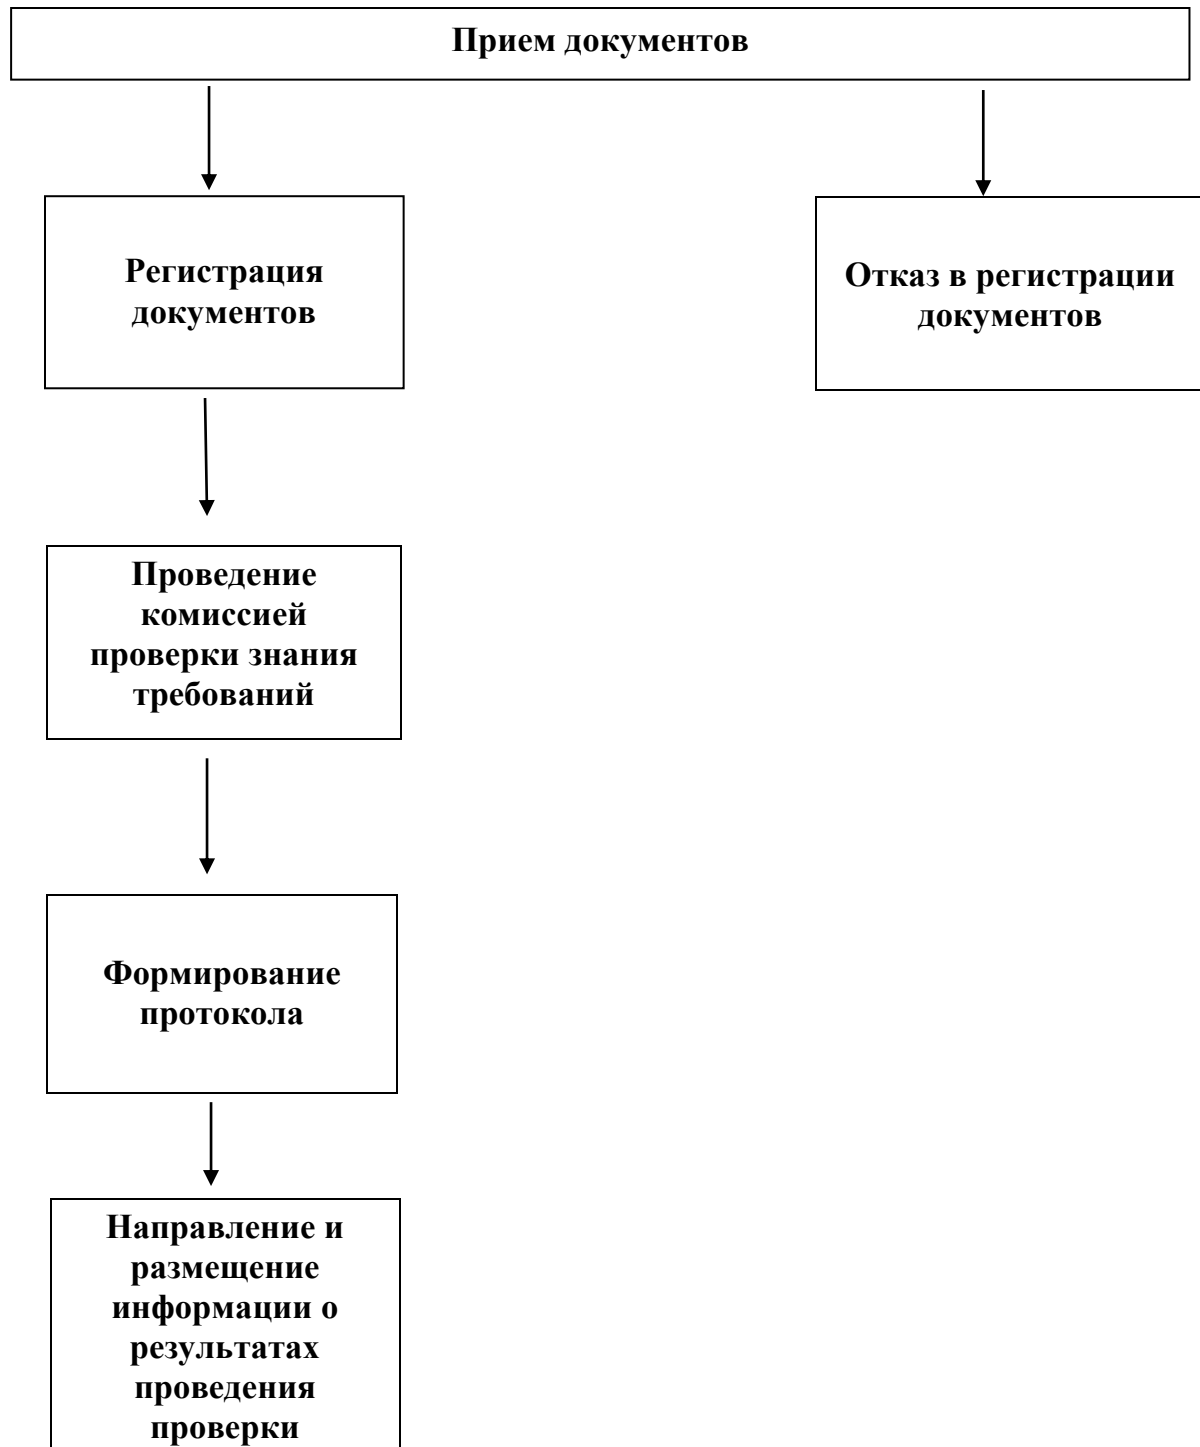 Прием документов
Регистрация
документов
Отказ в регистрации
документов
Проведение
комиссией
проверки знания
требований
Формирование
протокола
Направление и
размещение
информации о
результатах
проведения
проверки